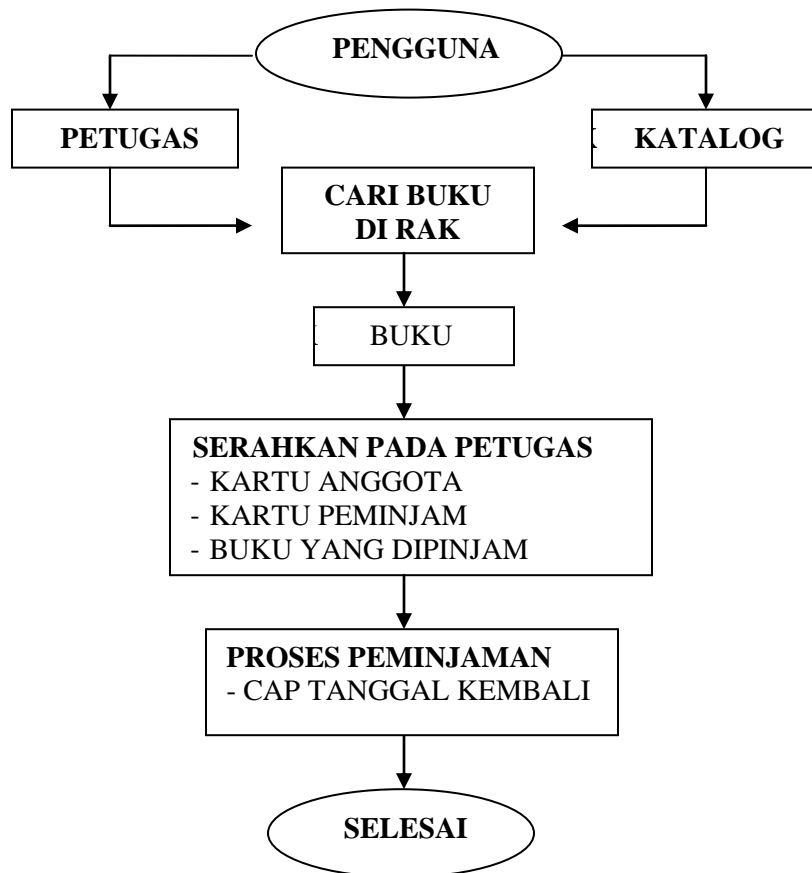 PENGGUNA
PETUGAS
KATALOG
CARI BUKU
DI RAK
BUKU
SERAHKAN PADA PETUGAS
- KARTU ANGGOTA
- KARTU PEMINJAM
- BUKU YANG DIPINJAM
PROSES PEMINJAMAN
- CAP TANGGAL KEMBALI
SELESAI